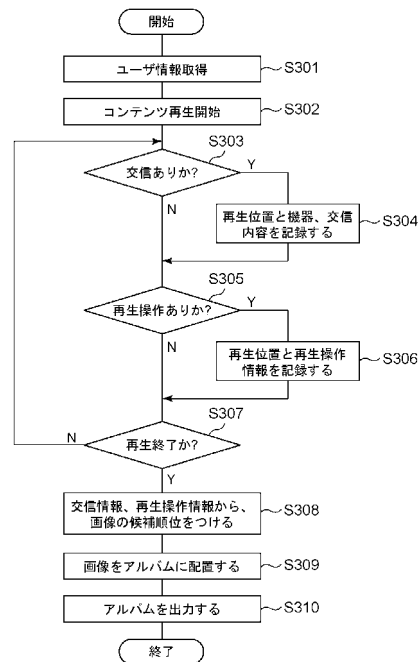 開始
ユーザ情報取得
S301
コンテンツ再生開始
S302
S303
交信ありか?
Y
N
再生位置と機器、交信
内容を記録する
S304
S305
再生操作ありか?
Y
N
再生位置と再生操作
情報を記録する
S306
S307
再生終了か?
N
Y
交信情報、再生操作情報から、
画像の候補順位をつける
S308
画像をアルバムに配置する
S309
アルバムを出力する
S310
終了